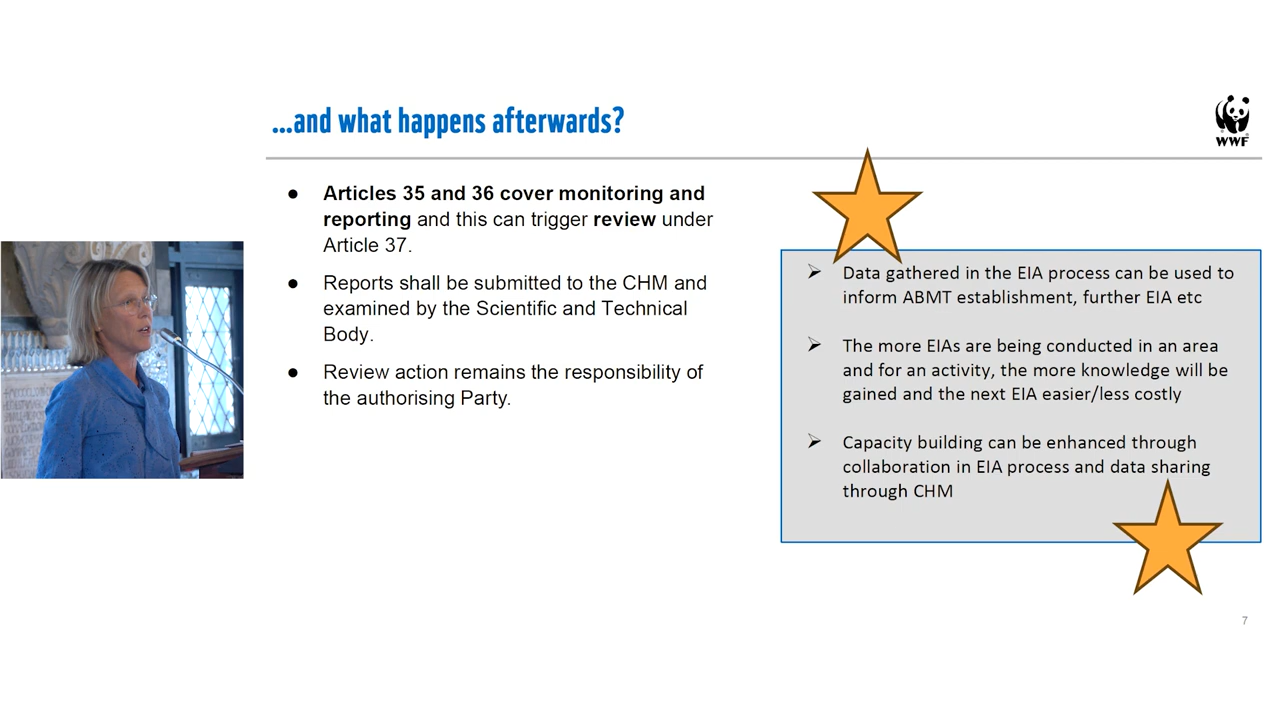 ...and what happens afterwards?
WWF
● Articles 35 and 36 cover monitoring and
reporting and this can trigger review under
Article 37.
● Reports shall be submitted to the CHM and
examined by the Scientific and Technical
Body.
● Review action remains the responsibility of
the authorising Party.
➢ Data gathered in the EIA process can be used to
inform ABMT establishment, further EIA etc
➢ The more EIAs are being conducted in an area
and for an activity, the more knowledge will be
gained and the next EIA easier/less costly
➢ Capacity building can be enhanced through
collaboration in EIA process and data sharing
through CHM
7